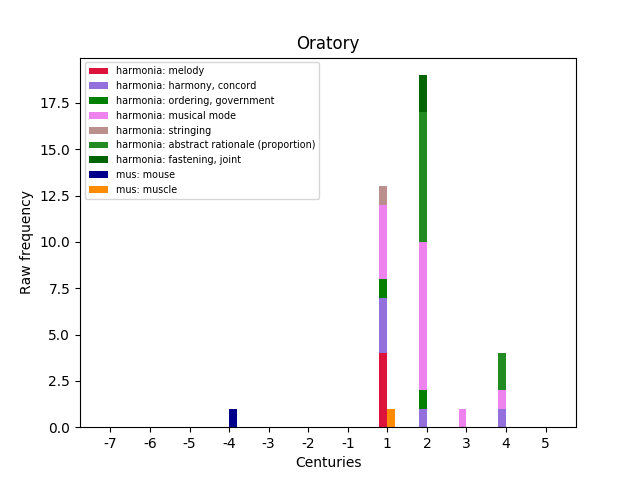 Oratory
harmonia: melody
harmonia: harmony, concord
harmonia: ordering, government
harmonia: musical mode
harmonia: stringing
harmonia: abstract rationale (proportion)
harmonia: fastening, joint
mus: mouse
mus: muscle
Raw frequency
17.5
15.0
12.5
10.0
7.5
5.0
2.5
0.0
-7 -6 -5 -4 -3 -2 -1 1 2 3 4 5
Centuries